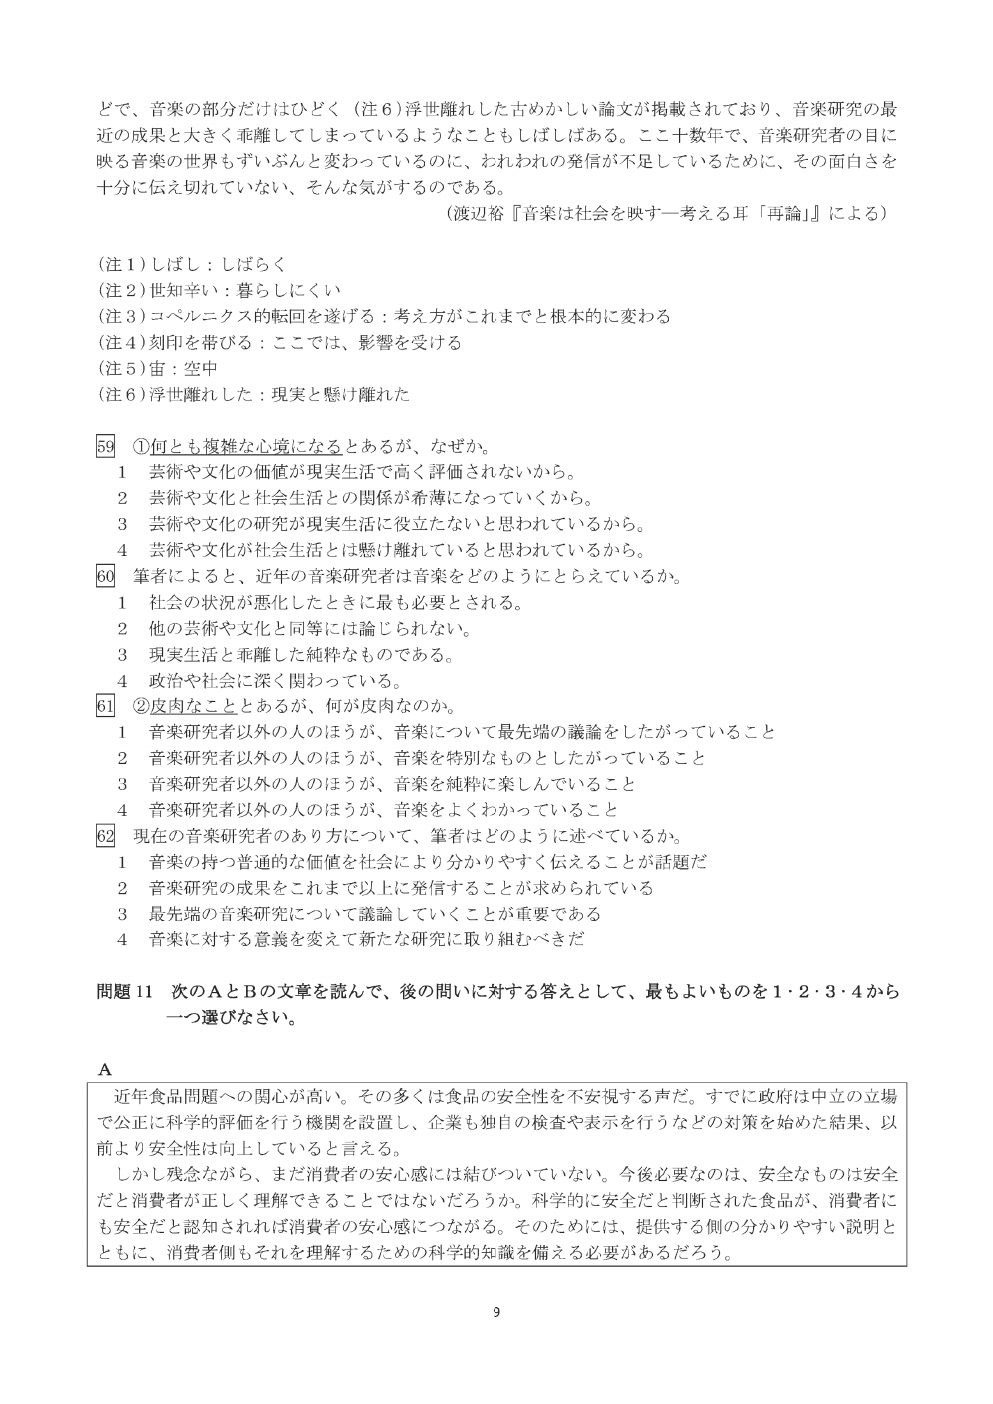 どで、音楽の部分だけはひどく（注６)浮世離れした古めかしい論文が掲載されており、音楽研究の最
近の成果と大きく乖離してしまっているようなこともしばしばある。ここ十数年で、音楽研究者の目に
映る音楽の世界もずいぶんと変わっているのに、われわれの発信が不足しているために、その面白さを
十分に伝え切れていない、そんな気がするのである。
（渡辺裕『音楽は社会を映す―考える耳「再論」』による）
(注１)しばし：しばらく
(注２)世知辛い：暮らしにくい
(注３)コペルニクス的転回を遂げる：考え方がこれまでと根本的に変わる
(注４)刻印を帯びる：ここでは、影響を受ける
(注５)宙：空中
(注６)浮世離れした：現実と懸け離れた
59 ①何とも複雑な心境になるとあるが、なぜか。
1 芸術や文化の価値が現実生活で高く評価されないから。
2 芸術や文化と社会生活との関係が希薄になっていくから。
3 芸術や文化の研究が現実生活に役立たないと思われているから。
4 芸術や文化が社会生活とは懸け離れていると思われているから。
60 筆者によると、近年の音楽研究者は音楽をどのようにとらえているか。
1 社会の状況が悪化したときに最も必要とされる。
2 他の芸術や文化と同等には論じられない。
3 現実生活と乖離した純粋なものである。
4 政治や社会に深く関わっている。
61 ②皮肉なこととあるが、何が皮肉なのか。
1 音楽研究者以外の人のほうが、音楽について最先端の議論をしたがっていること
2 音楽研究者以外の人のほうが、音楽を特別なものとしたがっていること
3 音楽研究者以外の人のほうが、音楽を純粋に楽しんでいること
4 音楽研究者以外の人のほうが、音楽をよくわかっていること
62 現在の音楽研究者のあり方について、筆者はどのように述べているか。
1 音楽の持つ普通的な価値を社会により分かりやすく伝えることが話題だ
2 音楽研究の成果をこれまで以上に発信することが求められている
3 最先端の音楽研究について議論していくことが重要である
4 音楽に対する意義を変えて新たな研究に取り組むべきだ
問題 11 次のＡとＢの文章を読んで、後の問いに対する答えとして、最もよいものを１・２・３・４から
一つ選びなさい。
A
近年食品問題への関心が高い。その多くは食品の安全性を不安視する声だ。すでに政府は中立の立場
で公正に科学的評価を行う機関を設置し、企業も独自の検査や表示を行うなどの対策を始めた結果、以
前より安全性は向上していると言える。
しかし残念ながら、まだ消費者の安心感には結びついていない。今後必要なのは、安全なものは安全
だと消費者が正しく理解できることではないだろうか。科学的に安全だと判断された食品が、消費者に
も安全だと認知されれば消費者の安心感につながる。そのためには、提供する側の分かりやすい説明と
ともに、消費者側もそれを理解するための科学的知識を備える必要があるだろう。
9